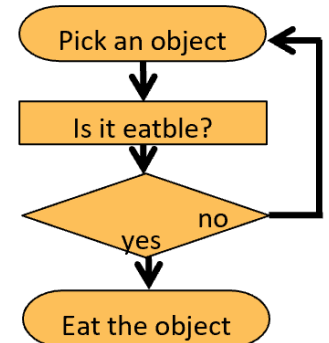 Pick an object
Is it eatble?
no
yes
Eat the object